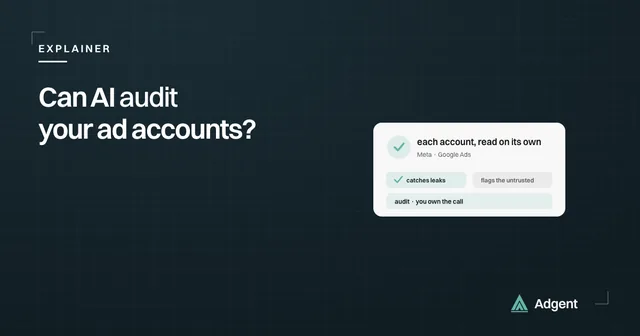 EXPLAINER
Can AI audit
your ad accounts?
each account, read on its own
Meta · Google Ads
catches leaks
flags the untrusted
audit · you own the call
Adgent